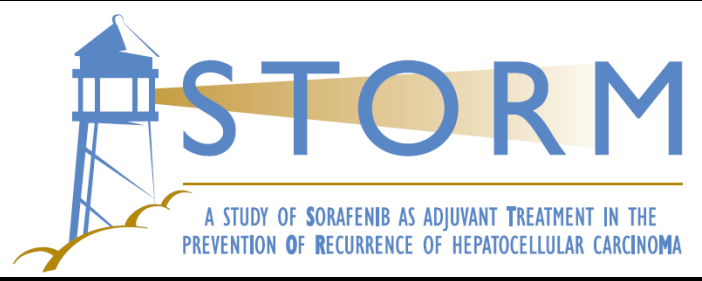 STORM
A STUDY OF SORAFENIB AS ADJUVANT TREATMENT IN THE
PREVENTION OF RECURRENCE OF HEPATOCELLULAR CARCINOMA